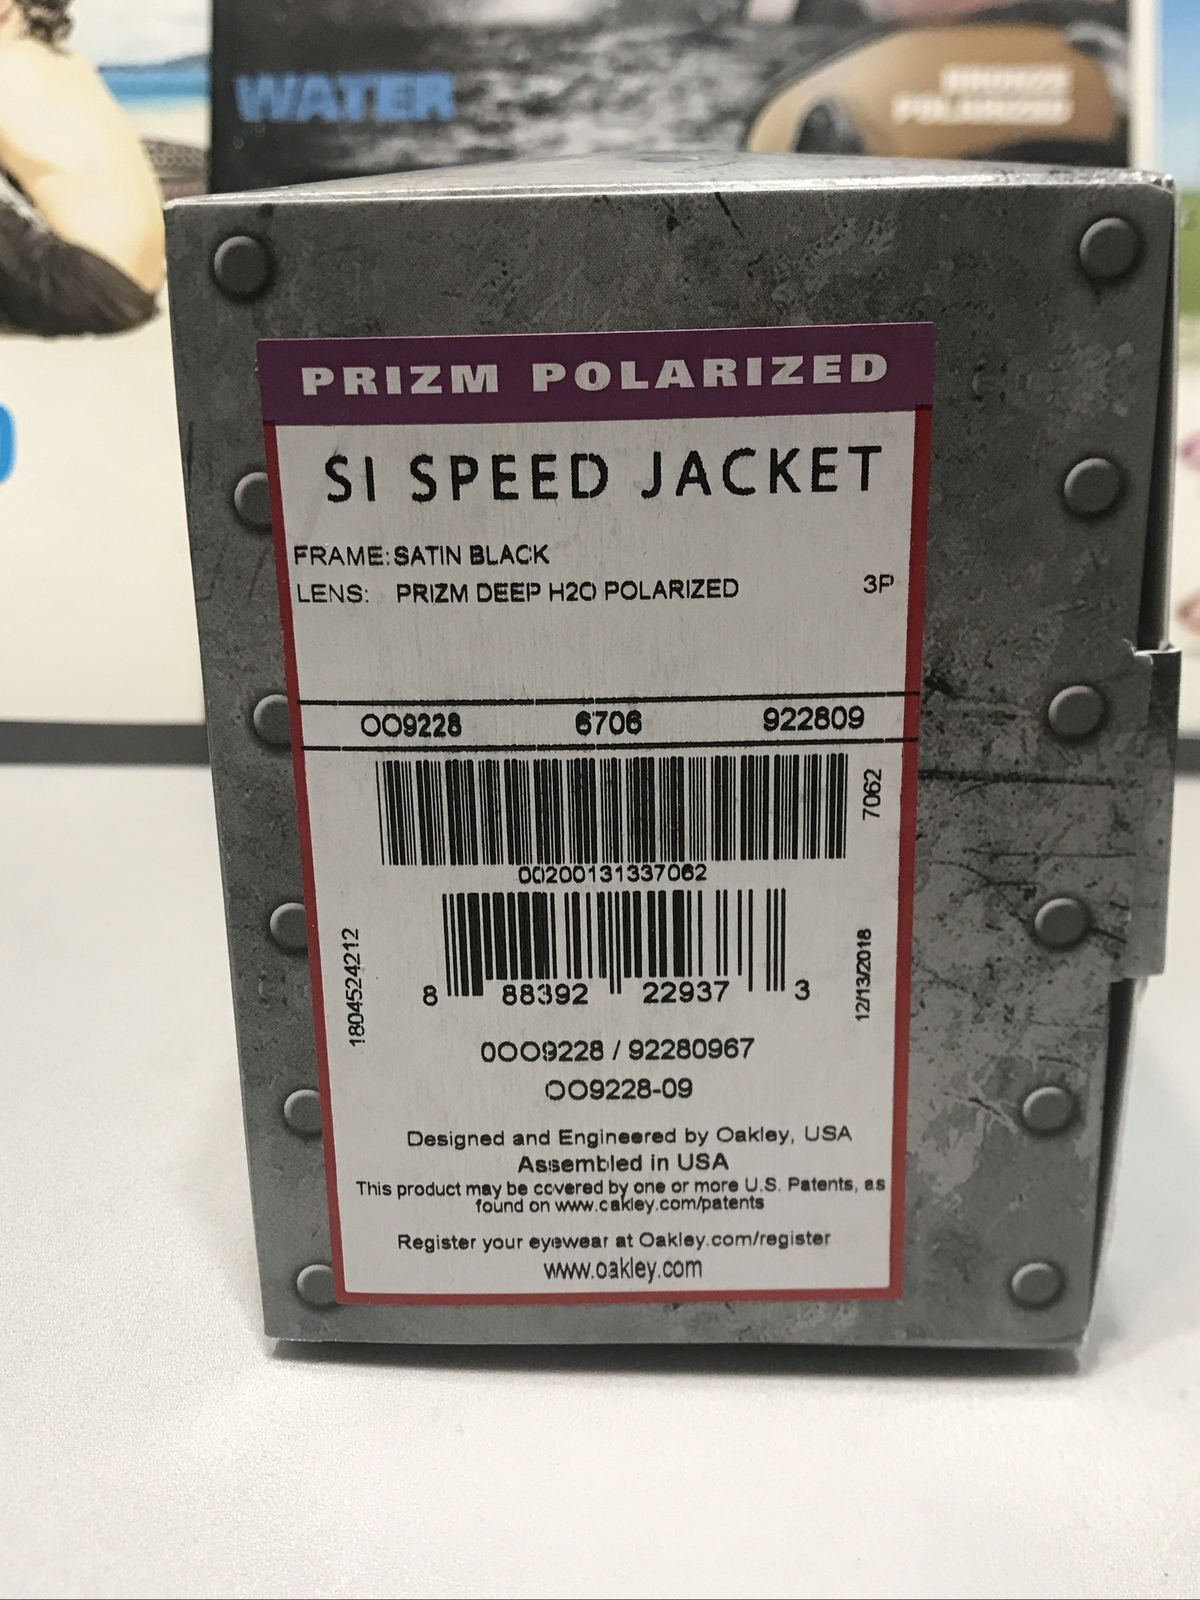 WATER
BRONZE
POLARIZED
PRIZM POLARIZED
SI SPEED JACKET
FRAME: SATIN BLACK
LENS: PRIZM DEEP H2O POLARIZED 3P
OO9228 6706 922809
7062
00200131337062
8 88392 22937 3
1804524212
12/13/2018
0OO9228 / 92280967
OO9228-09
Designed and Engineered by Oakley, USA
Assembled in USA
This product may be covered by one or more U.S. Patents, as
found on www.oakley.com/patents
Register your eyewear at Oakley.com/register
www.oakley.com